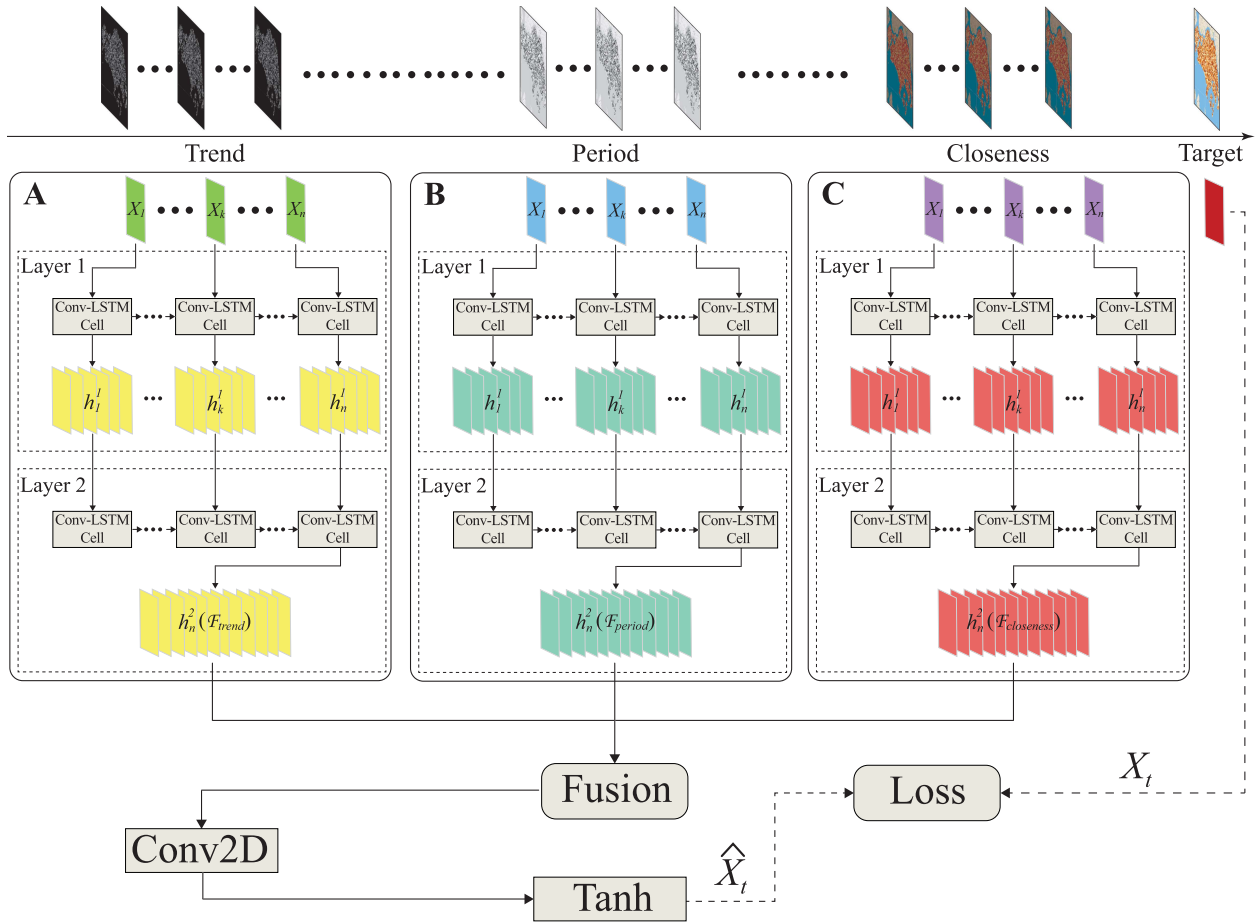 Trend Period Closeness Target
A B C
X_1 X_k X_n X_1 X_k X_n X_1 X_k X_n
Layer 1 Layer 1 Layer 1
Conv-LSTM Conv-LSTM Conv-LSTM Conv-LSTM Conv-LSTM Conv-LSTM Conv-LSTM Conv-LSTM Conv-LSTM
Cell Cell Cell Cell Cell Cell Cell Cell Cell
h_1^1 h_k^1 h_n^1 h_1^1 h_k^1 h_n^1 h_1^1 h_k^1 h_n^1
Layer 2 Layer 2 Layer 2
Conv-LSTM Conv-LSTM Conv-LSTM Conv-LSTM Conv-LSTM Conv-LSTM Conv-LSTM Conv-LSTM Conv-LSTM
Cell Cell Cell Cell Cell Cell Cell Cell Cell
h_n^2 (F_trend) h_n^2 (F_period) h_n^2 (F_closeness)
Fusion Loss X_t
Conv2D
Tanh X̂_t